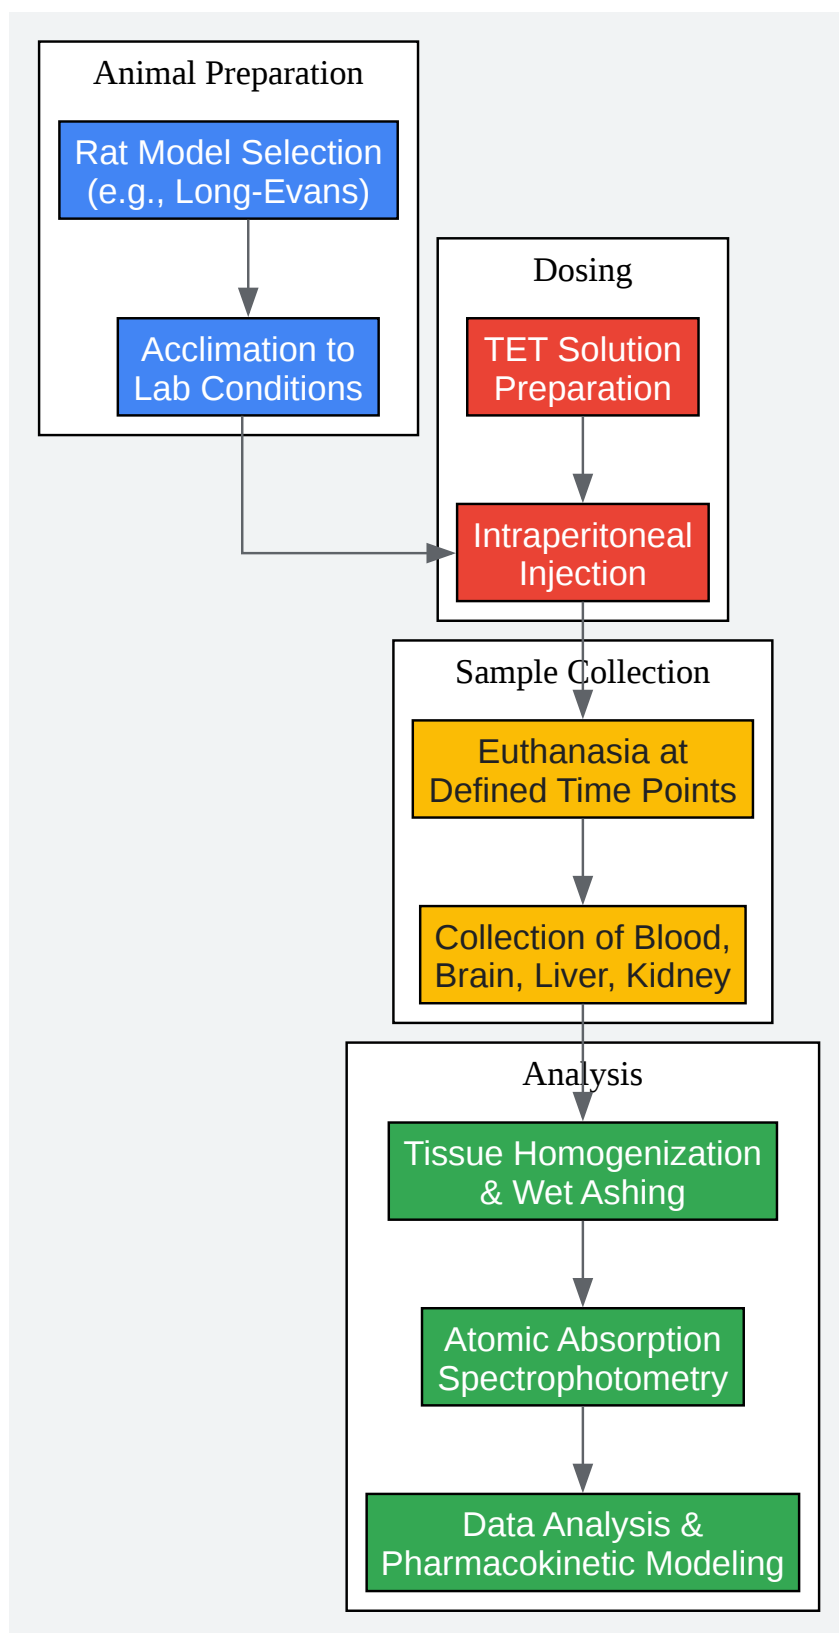 Animal Preparation
Rat Model Selection
(e.g., Long-Evans)
Acclimation to
Lab Conditions
Dosing
TET Solution
Preparation
Intraperitoneal
Injection
Sample Collection
Euthanasia at
Defined Time Points
Collection of Blood,
Brain, Liver, Kidney
Analysis
Tissue Homogenization
& Wet Ashing
Atomic Absorption
Spectrophotometry
Data Analysis &
Pharmacokinetic Modeling